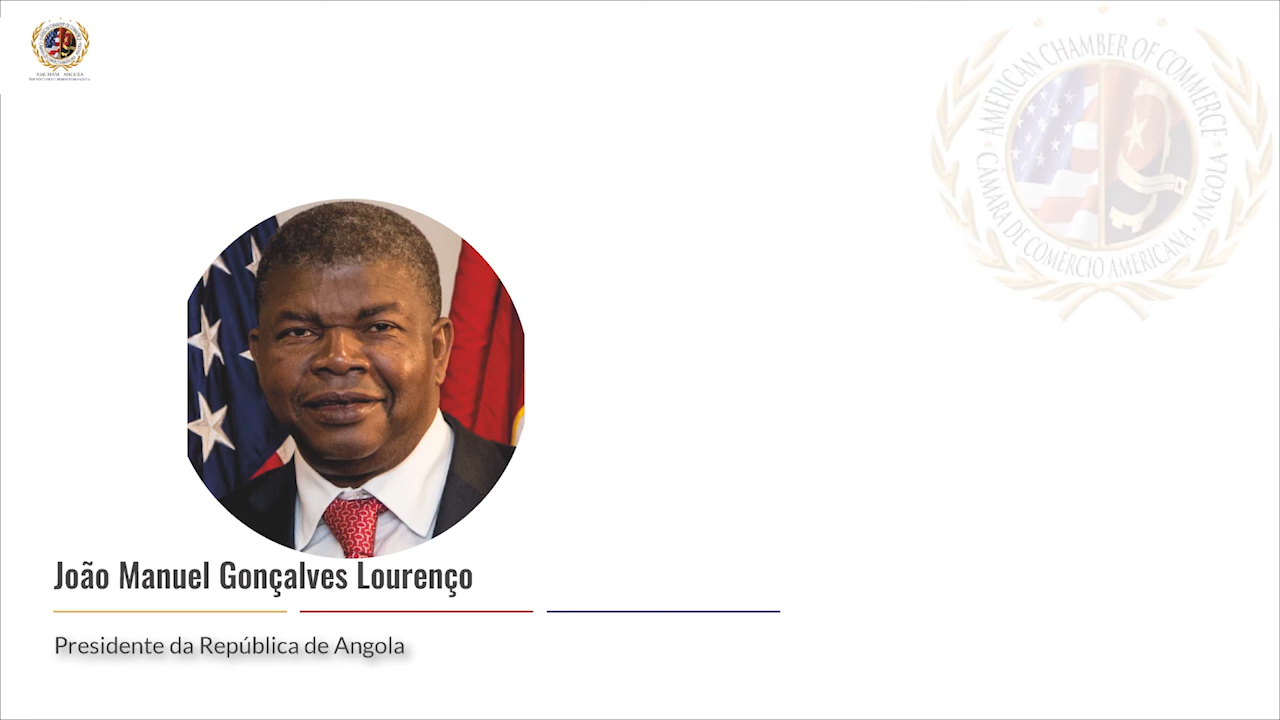 AMERICAN CHAMBER OF COMMERCE
CÂMARA DE COMÉRCIO AMERICANA - ANGOLA
João Manuel Gonçalves Lourenço
Presidente da República de Angola